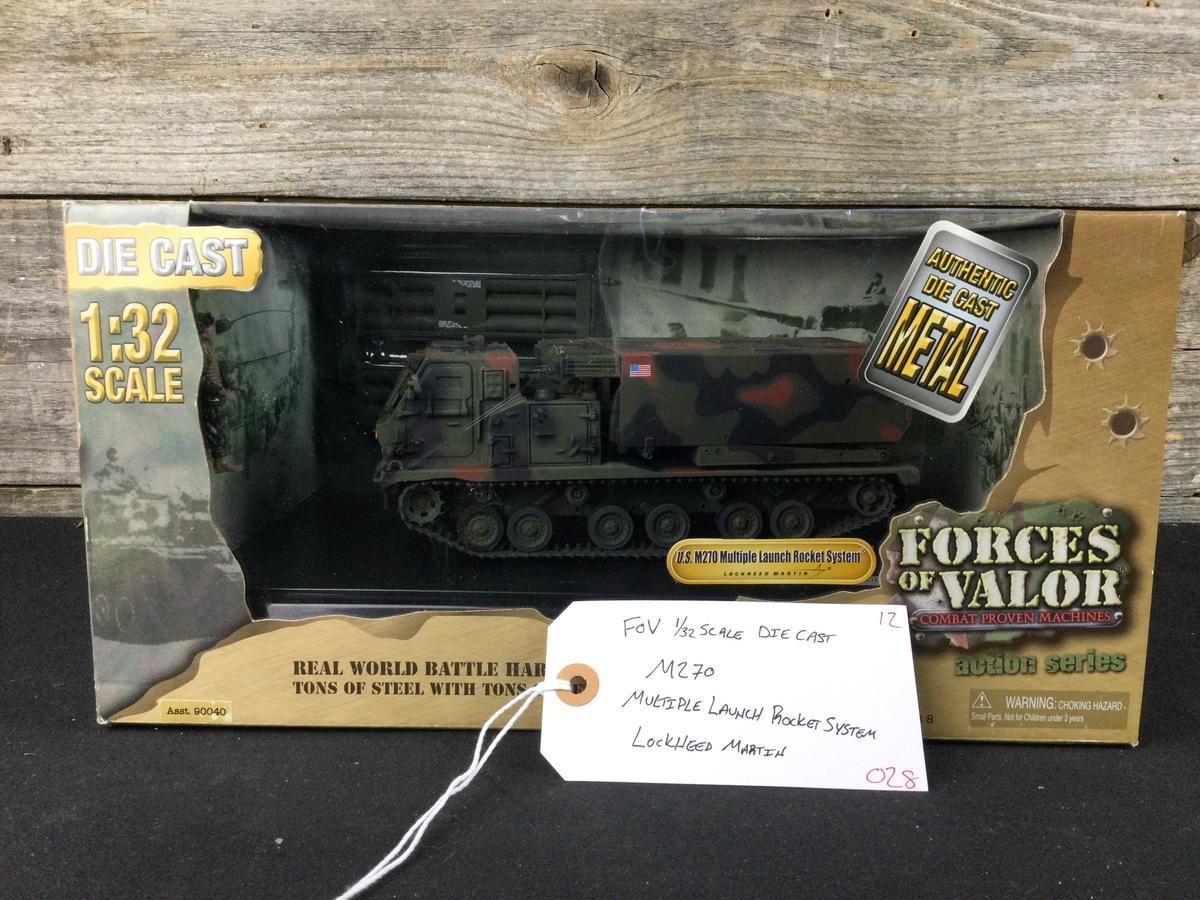 DIE CAST
1:32
SCALE
AUTHENTIC
DIE CAST
METAL
U.S. M270 Multiple Launch Rocket System
LOCKHEED MARTIN
FORCES
OF VALOR®
COMBAT PROVEN MACHINES
action series
REAL WORLD BATTLE HAR
TONS OF STEEL WITH TONS
Asst. 90040
WARNING: CHOKING HAZARD -
Small Parts. Not for Children under 3 years
8
12
FOV 1/32 SCALE DIE CAST
M270
MULTIPLE LAUNCH ROCKET SYSTEM
LOCKHEED MARTIN
028